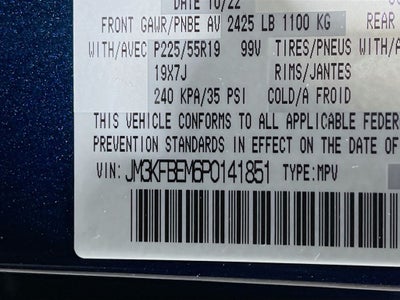 DATE 10/22
FRONT GAWR/PNBE AV 2425 LB 1100 KG REAR
WITH/AVEC P225/55R19 99V TIRES/PNEUS WITH/A
19X7J RIMS/JANTES
240 KPA/35 PSI COLD/A FROID
THIS VEHICLE CONFORMS TO ALL APPLICABLE FEDER
PREVENTION STANDARDS IN EFFECT ON THE DATE OF
VIN: JM3KFBEM6P0141851 TYPE:MPV